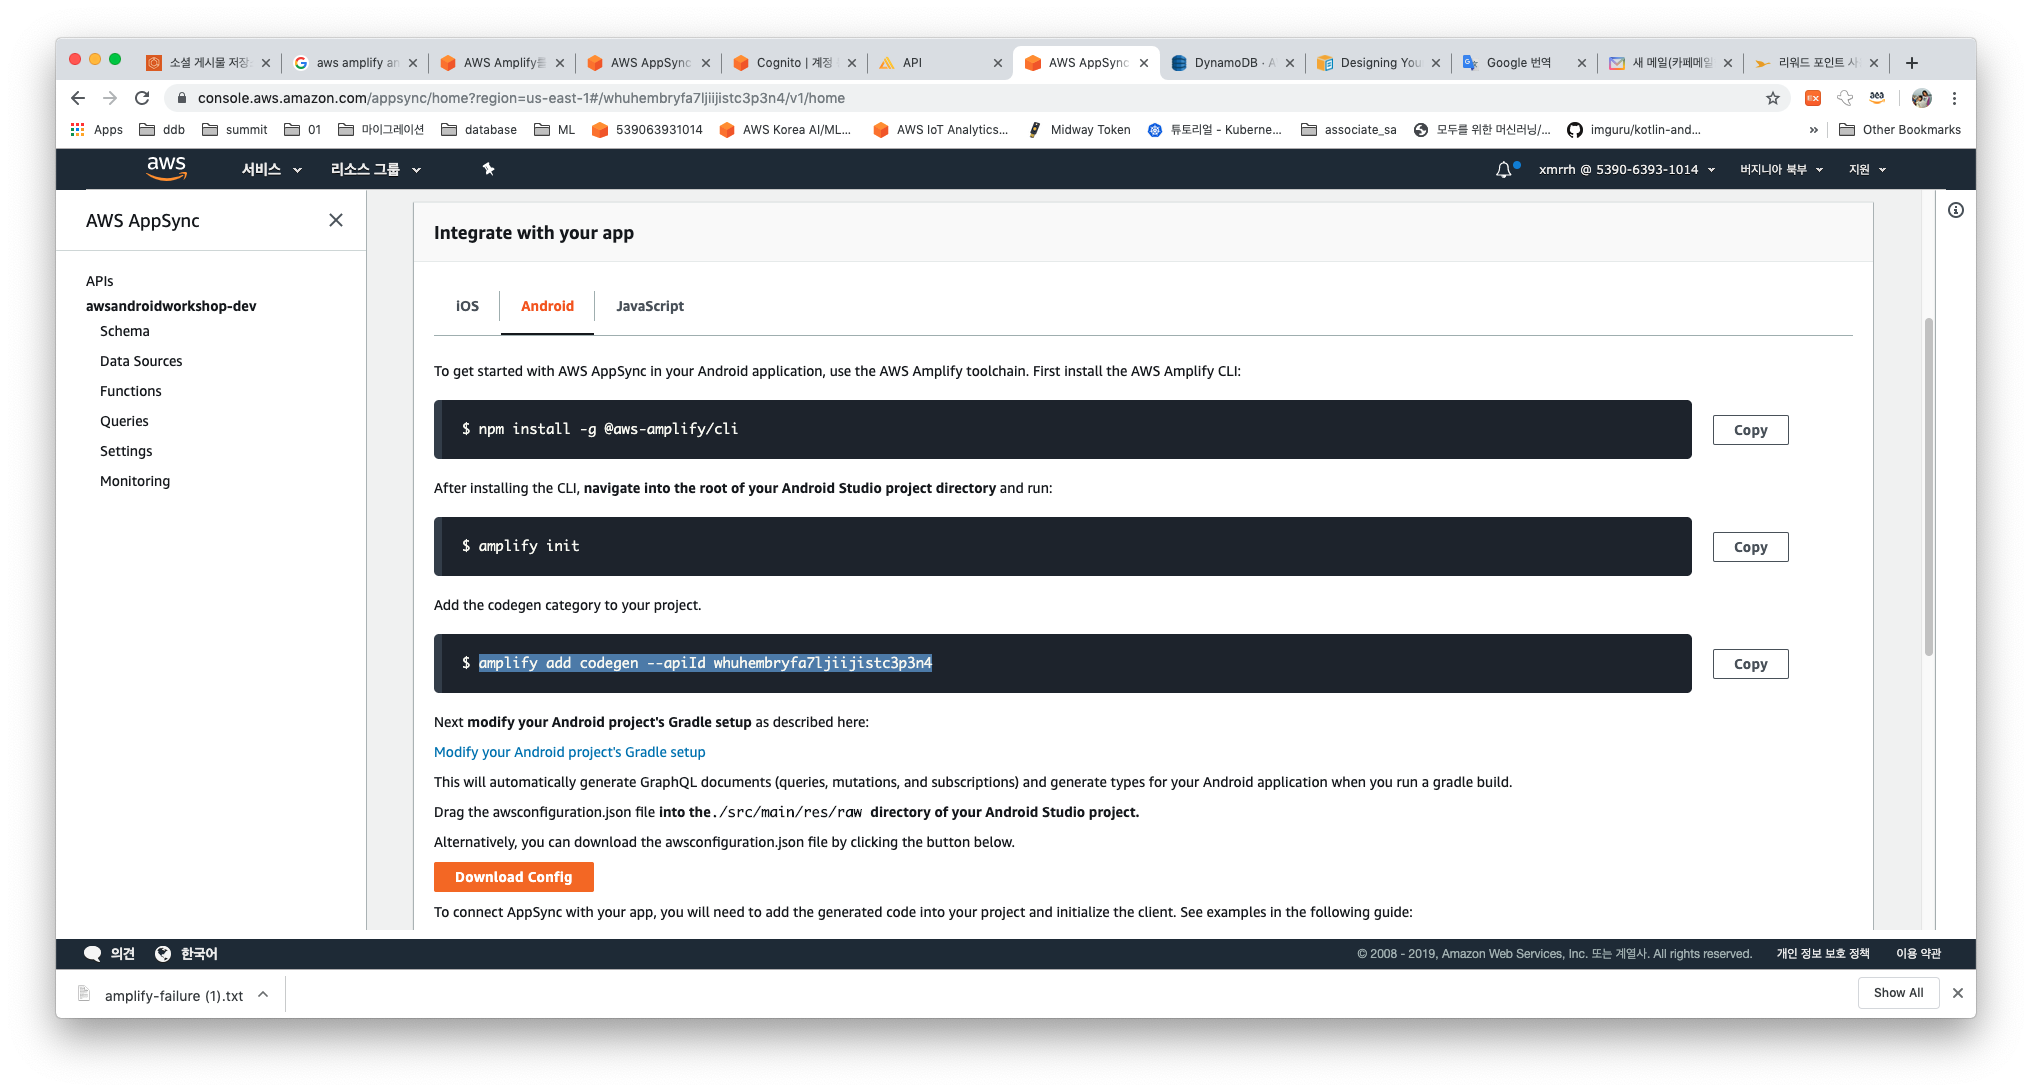 소셜 게시물 저장
aws amplify an
AWS Amplify를
AWS AppSync
Cognito | 계정
API
AWS AppSync
DynamoDB · A
Designing You
Google 번역
새 메일(카페메일
리워드 포인트 시
console.aws.amazon.com/appsync/home?region=us-east-1#/whuhembryfa7ljiijistc3p3n4/v1/home
Apps
ddb
summit
01
마이그레이션
database
ML
539063931014
AWS Korea AI/ML...
AWS IoT Analytics...
Midway Token
튜토리얼 - Kuberne...
associate_sa
모두를 위한 머신러닝/...
imguru/kotlin-and...
»
Other Bookmarks
aws
서비스
리소스 그룹
xmrrh @ 5390-6393-1014
버지니아 북부
지원
AWS AppSync
APIs
awsandroidworkshop-dev
Schema
Data Sources
Functions
Queries
Settings
Monitoring
Integrate with your app
iOS
Android
JavaScript
To get started with AWS AppSync in your Android application, use the AWS Amplify toolchain. First install the AWS Amplify CLI:
$ npm install -g @aws-amplify/cli
Copy
After installing the CLI, navigate into the root of your Android Studio project directory and run:
$ amplify init
Copy
Add the codegen category to your project.
$ amplify add codegen --apiId whuhembryfa7ljiijistc3p3n4
Copy
Next modify your Android project's Gradle setup as described here:
Modify your Android project's Gradle setup
This will automatically generate GraphQL documents (queries, mutations, and subscriptions) and generate types for your Android application when you run a gradle build.
Drag the awsconfiguration.json file into the ./src/main/res/raw directory of your Android Studio project.
Alternatively, you can download the awsconfiguration.json file by clicking the button below.
Download Config
To connect AppSync with your app, you will need to add the generated code into your project and initialize the client. See examples in the following guide:
의견
한국어
© 2008 - 2019, Amazon Web Services, Inc. 또는 계열사. All rights reserved.
개인 정보 보호 정책
이용 약관
amplify-failure (1).txt
Show All